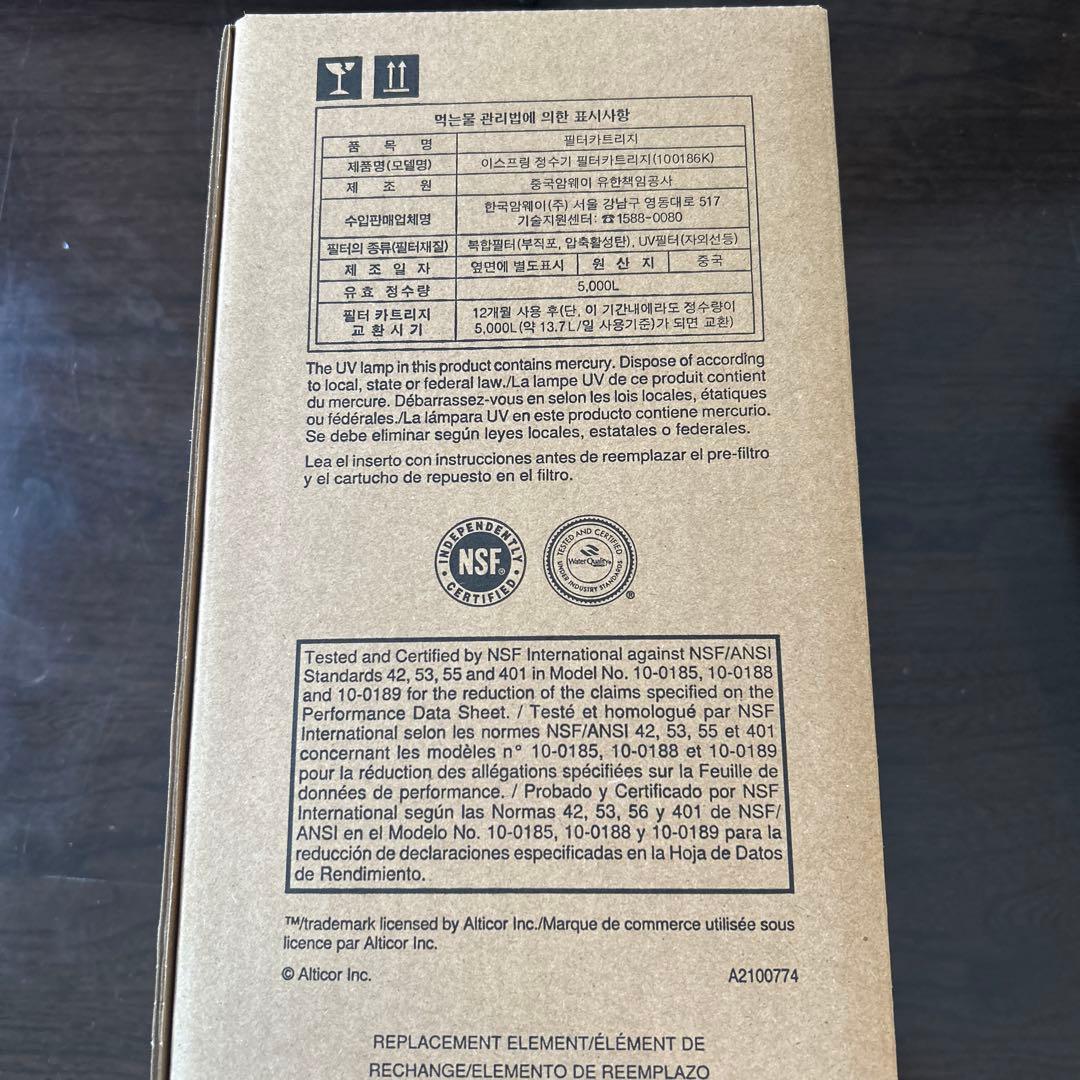 먹는물 관리법에 의한 표시사항
품 목 명 필터카트리지
제품명(모델명) 이스프링 정수기 필터카트리지(100186K)
제 조 원 중국암웨이 유한책임공사
수입판매업체명 한국암웨이(주) 서울 강남구 영동대로 517
기술지원센터: ☎1588-0080
필터의 종류(필터재질) 복합필터(부직포, 압축활성탄), UV필터(자외선등)
제 조 일 자 옆면에 별도표시 원 산 지 중국
유효 정수량 5,000L
필터 카트리지 12개월 사용 후(단, 이 기간내에라도 정수량이
교 환 시 기 5,000L(약 13.7L/일 사용기준)가 되면 교환)
The UV lamp in this product contains mercury. Dispose of according
to local, state or federal law./La lampe UV de ce produit contient
du mercure. Débarrassez-vous en selon les lois locales, étatiques
ou fédérales./La lámpara UV en este producto contiene mercurio.
Se debe eliminar según leyes locales, estatales o federales.
Lea el inserto con instrucciones antes de reemplazar el pre-filtro
y el cartucho de repuesto en el filtro.
INDEPENDENTLY
NSF®
CERTIFIED
TESTED AND CERTIFIED
Water Quality
UNDER INDUSTRY STANDARDS
®
Tested and Certified by NSF International against NSF/ANSI
Standards 42, 53, 55 and 401 in Model No. 10-0185, 10-0188
and 10-0189 for the reduction of the claims specified on the
Performance Data Sheet. / Testé et homologué par NSF
International selon les normes NSF/ANSI 42, 53, 55 et 401
concernant les modèles n° 10-0185, 10-0188 et 10-0189
pour la réduction des allégations spécifiées sur la Feuille de
données de performance. / Probado y Certificado por NSF
International según las Normas 42, 53, 56 y 401 de NSF/
ANSI en el Modelo No. 10-0185, 10-0188 y 10-0189 para la
reducción de declaraciones especificadas en la Hoja de Datos
de Rendimiento.
™/trademark licensed by Alticor Inc./Marque de commerce utilisée sous
licence par Alticor Inc.
© Alticor Inc. A2100774
REPLACEMENT ELEMENT/ÉLÉMENT DE
RECHANGE/ELEMENTO DE REEMPLAZO